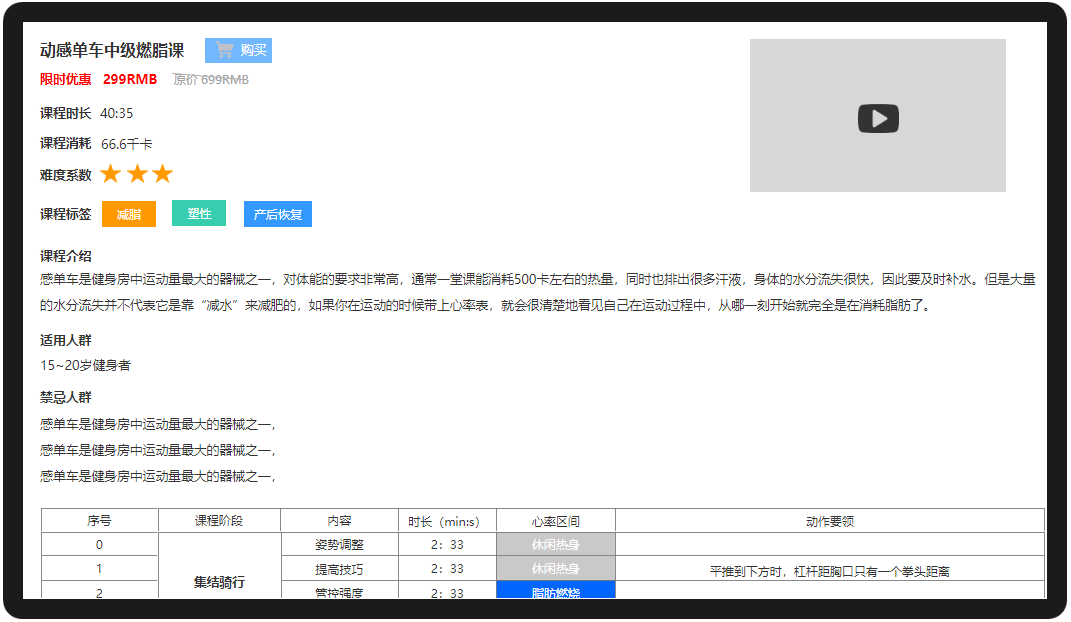 动感单车中级燃脂课 购买
限时优惠 299RMB 原价 699RMB
课程时长 40:35
课程消耗 66.6千卡
难度系数
课程标签 减脂 塑性 产后恢复
课程介绍
感单车是健身房中运动量最大的器械之一，对体能的要求非常高，通常一堂课能消耗500卡左右的热量，同时也排出很多汗液，身体的水分流失很快，因此要及时补水。但是大量
的水分流失并不代表它是靠“减水”来减肥的，如果你在运动的时候带上心率表，就会很清楚地看见自己在运动过程中，从哪一刻开始就完全是在消耗脂肪了。
适用人群
15~20岁健身者
禁忌人群
感单车是健身房中运动量最大的器械之一，
感单车是健身房中运动量最大的器械之一，
感单车是健身房中运动量最大的器械之一，
序号 课程阶段 内容 时长（min:s） 心率区间 动作要领
0 姿势调整 2：33 休闲热身
1 提高技巧 2：33 休闲热身 平推到下方时，杠杆距胸口只有一个拳头距离
集结骑行
2 管控强度 2：33 脂肪燃烧